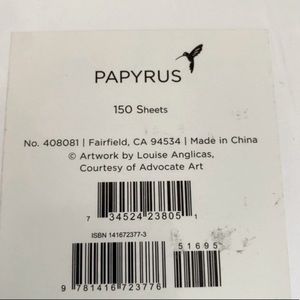 PAPYRUS
150 Sheets
No. 408081 | Fairfield, CA 94534 | Made in China
© Artwork by Louise Anglicas,
Courtesy of Advocate Art
7 34524 23805 1
ISBN 141672377-3
51695
9 781416 723776